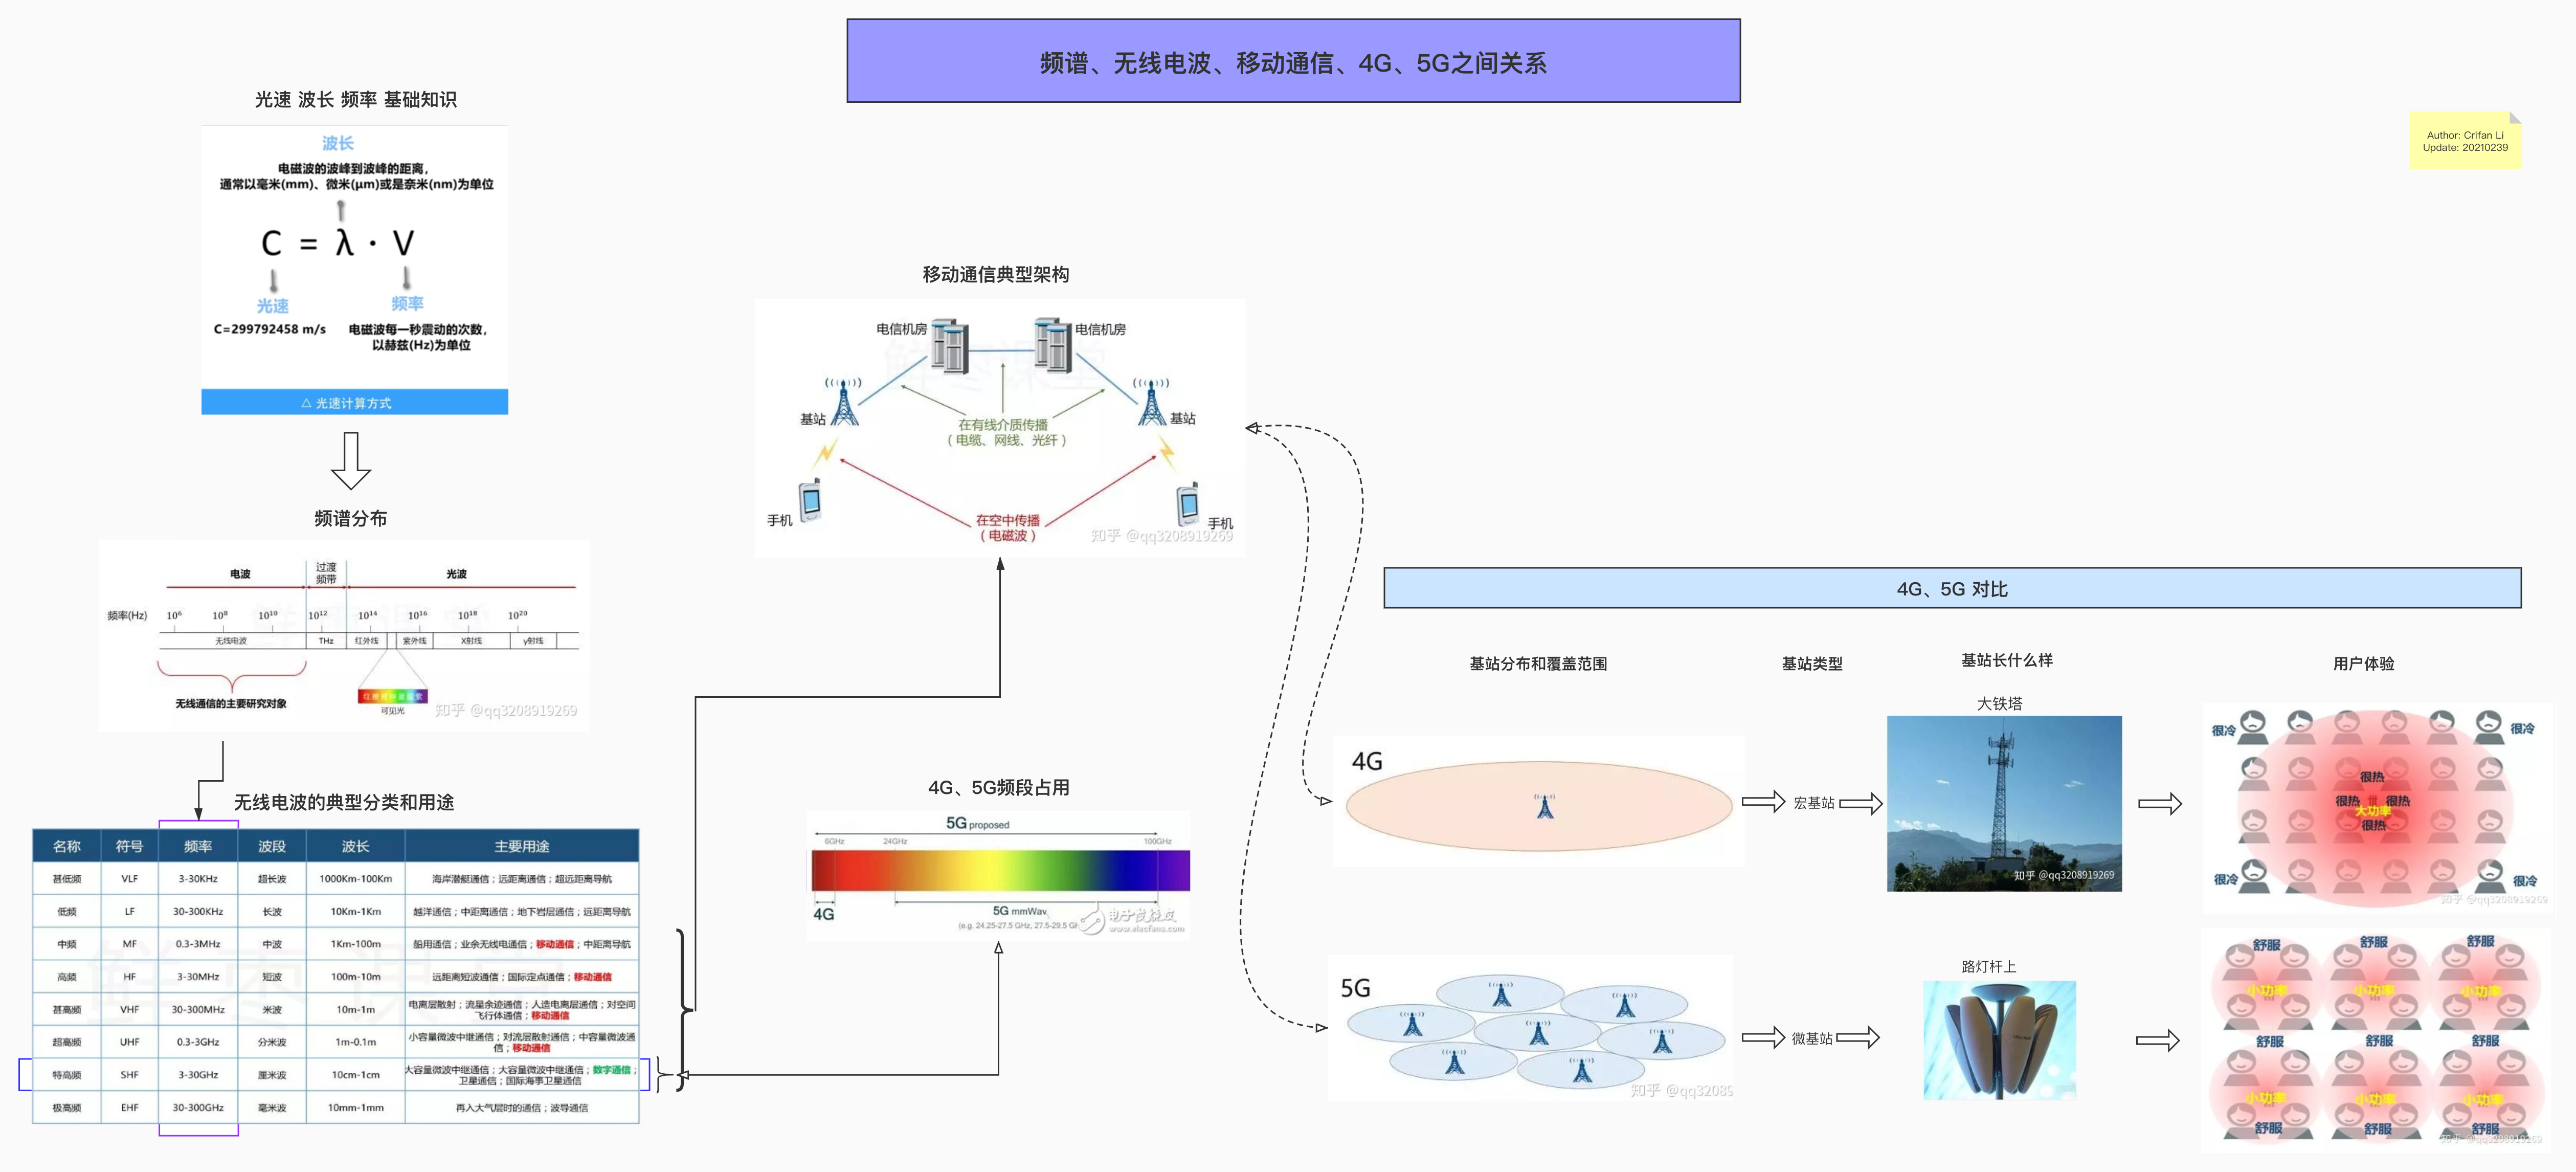 频谱、无线电波、移动通信、4G、5G之间关系
Author: Crifan Li
Update: 20210239
光速 波长 频率 基础知识
波长
电磁波的波峰到波峰的距离，
通常以毫米(mm)、微米(μm)或是奈米(nm)为单位
C = λ · V
光速
频率
C=299792458 m/s
电磁波每一秒震动的次数，
以赫兹(Hz)为单位
△ 光速计算方式
频谱分布
电波
过渡
频带
光波
频率(Hz)
10⁶ 10⁸ 10¹⁰ 10¹² 10¹⁴ 10¹⁶ 10¹⁸ 10²⁰
无线电波 THz 红外线 紫外线 X射线 γ射线
无线通信的主要研究对象
可见光
知乎 @qq3208919269
无线电波的典型分类和用途
名称 符号 频率 波段 波长 主要用途
甚低频 VLF 3-30KHz 超长波 1000Km-100Km 海岸潜艇通信；远距离通信；超远距离导航
低频 LF 30-300KHz 长波 10Km-1Km 越洋通信；中距离通信；地下岩层通信；远距离导航
中频 MF 0.3-3MHz 中波 1Km-100m 船用通信；业余无线电通信；移动通信；中距离导航
高频 HF 3-30MHz 短波 100m-10m 远距离短波通信；国际定点通信；移动通信
甚高频 VHF 30-300MHz 米波 10m-1m 电离层散射；流星余迹通信；人造电离层通信；对空间
飞行体通信；移动通信
超高频 UHF 0.3-3GHz 分米波 1m-0.1m 小容量微波中继通信；对流层散射通信；中容量微波通
信；移动通信
特高频 SHF 3-30GHz 厘米波 10cm-1cm 大容量微波中继通信；大容量微波中继通信；数字通信；
卫星通信；国际海事卫星通信
极高频 EHF 30-300GHz 毫米波 10mm-1mm 再入大气层时的通信；波导通信
移动通信典型架构
电信机房
电信机房
基站
基站
在有线介质传播
（电缆、网线、光纤）
手机
手机
在空中传播
（电磁波）
知乎 @qq3208919269
4G、5G频段占用
5G proposed
6GHz 24GHz 100GHz
4G
5G mmWav
(e.g. 24.25-27.5 GHz, 27.5-29.5 GH
电子发烧友
www.elecfans.com
4G、5G 对比
基站分布和覆盖范围
基站类型
基站长什么样
用户体验
4G
宏基站
大铁塔
知乎 @qq3208919269
很冷
很冷
很热
很热
很热
大功率
很热
很冷
很冷
知乎 @qq3208919269
5G
知乎 @qq32089
微基站
路灯杆上
舒服 舒服 舒服
小功率 小功率 小功率
舒服 舒服 舒服
小功率 小功率 小功率
舒服 舒服 舒服
知乎 @qq3208919269